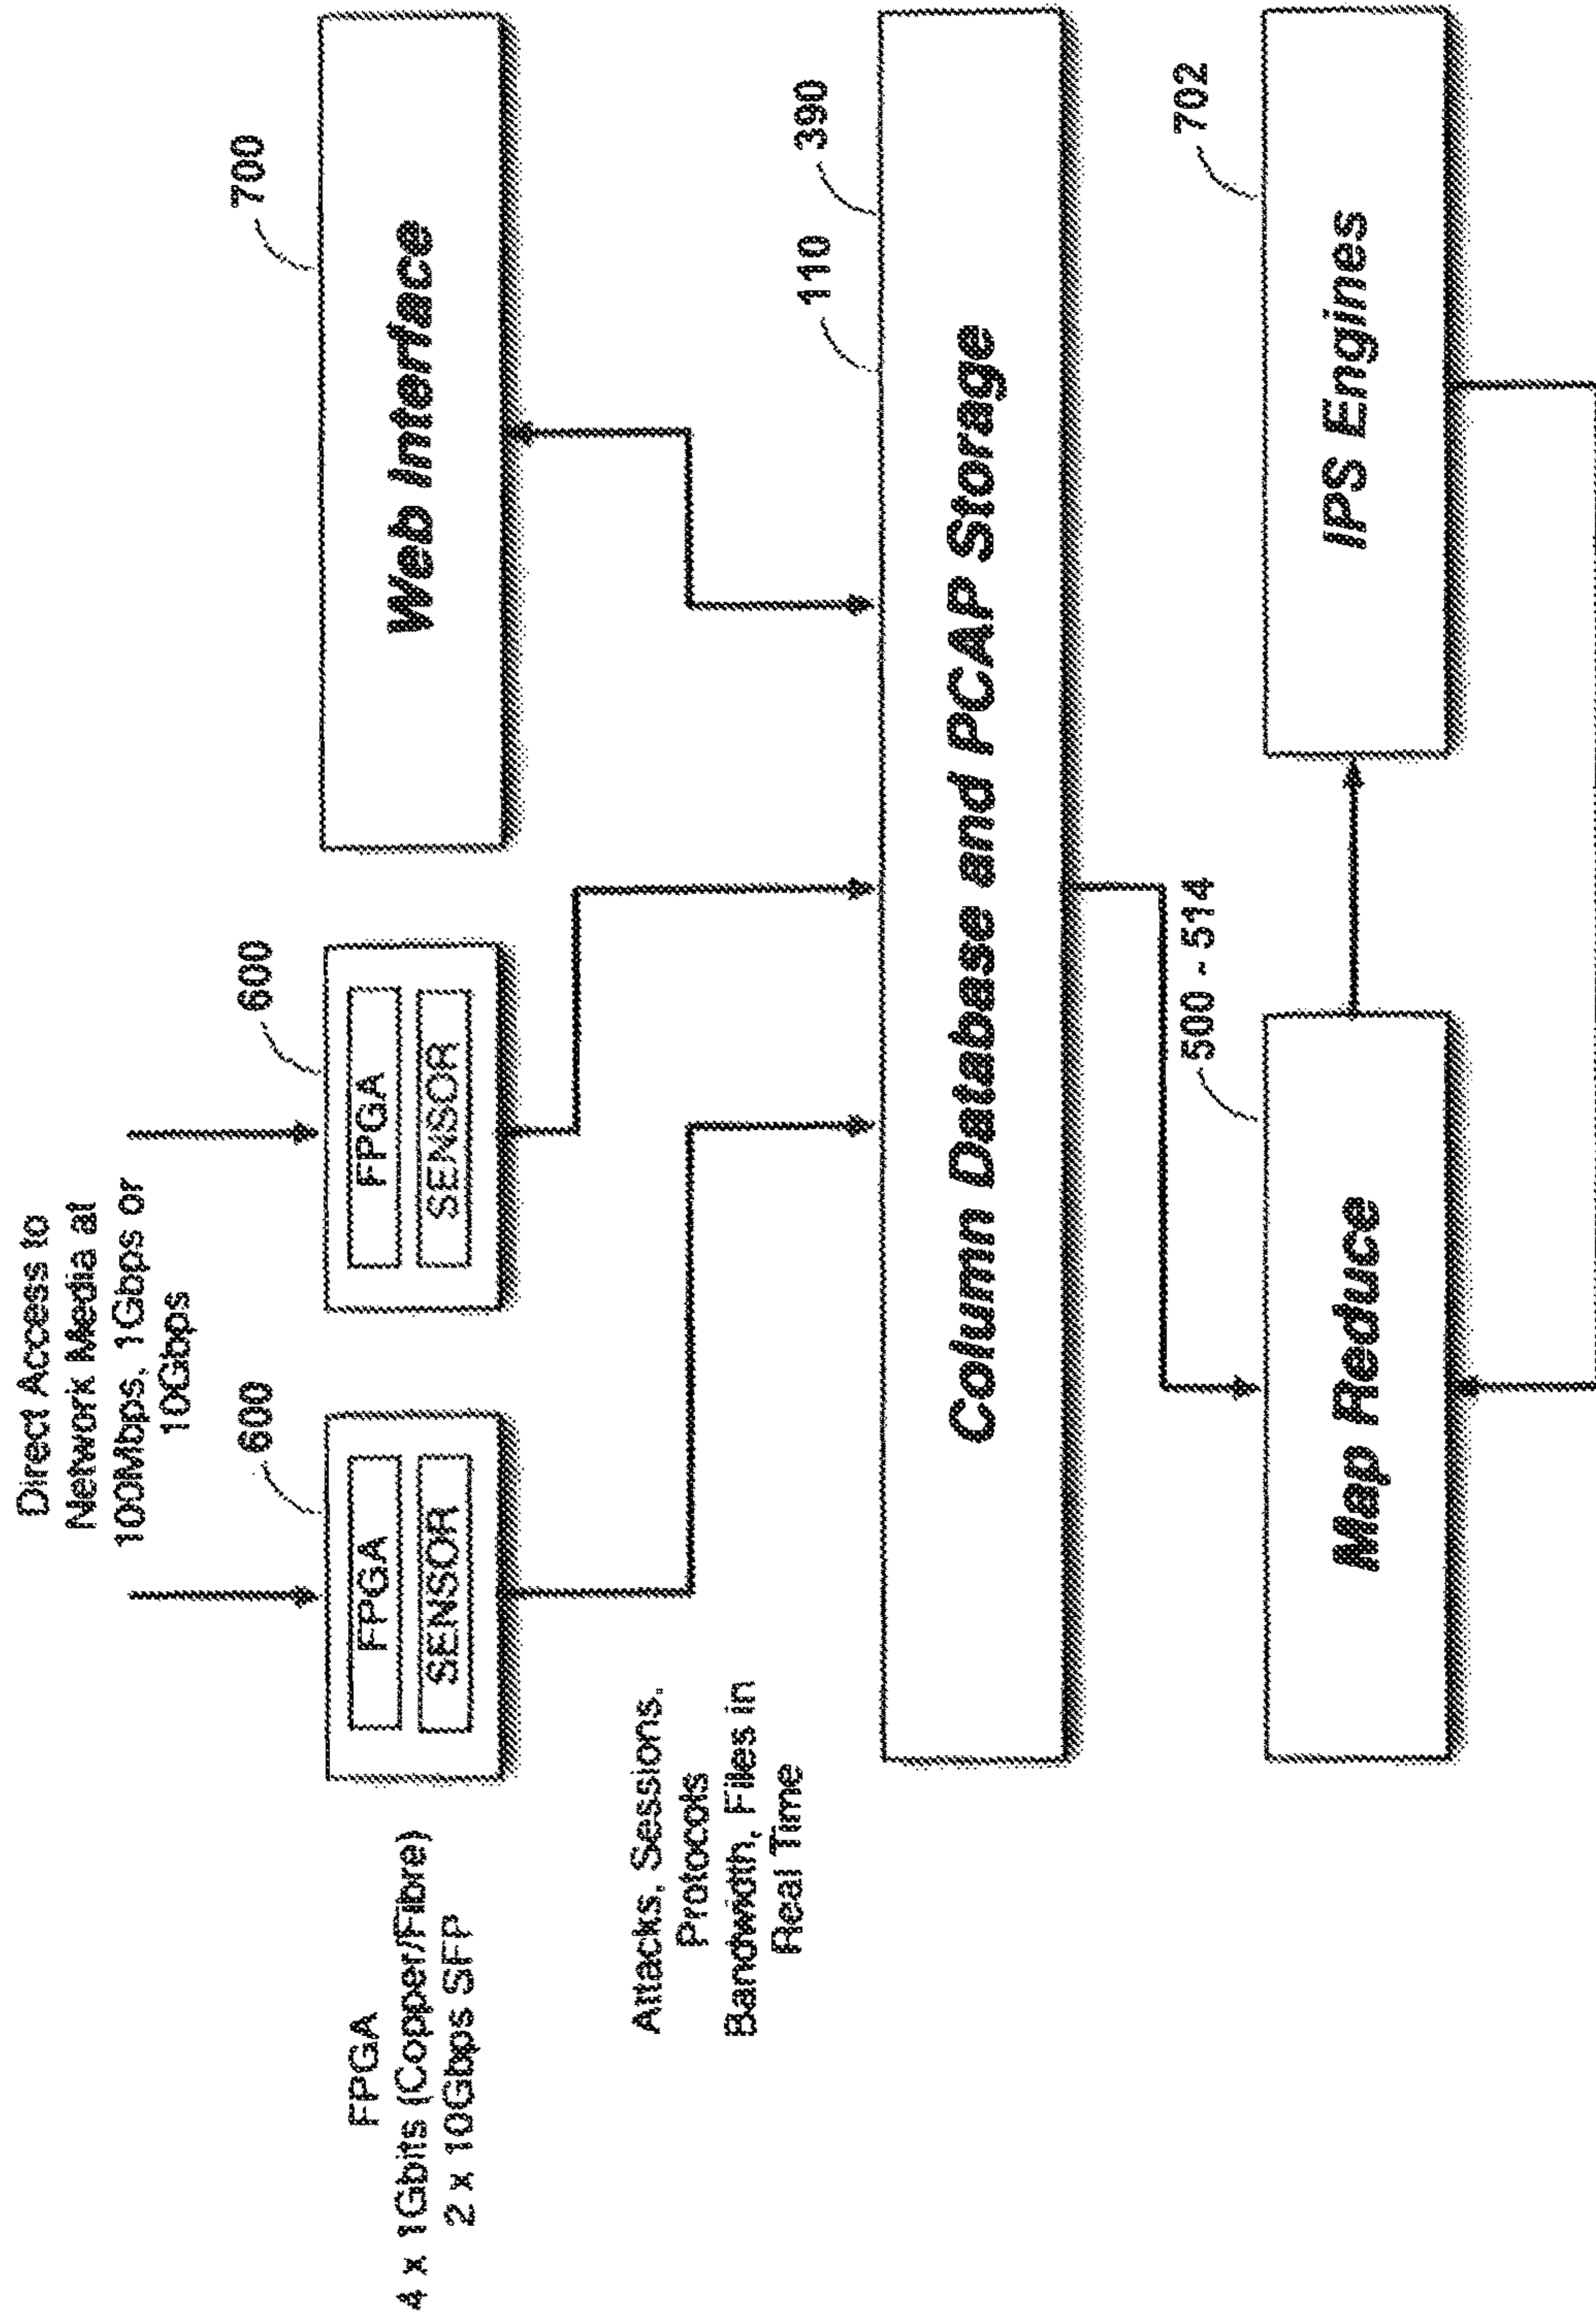 Direct Access to
Network Media at
100Mbps, 1Gbps or
10Gbps
FPGA
4 x 1Gbits (Copper/Fibre)
2 x 10Gbps SFP
600
FPGA
SENSOR
600
FPGA
SENSOR
700
Web Interface
Attacks, Sessions,
Protocols
Bandwidth, Files in
Real Time
110
390
Column Database and PCAP Storage
500 - 514
Map Reduce
702
IPS Engines